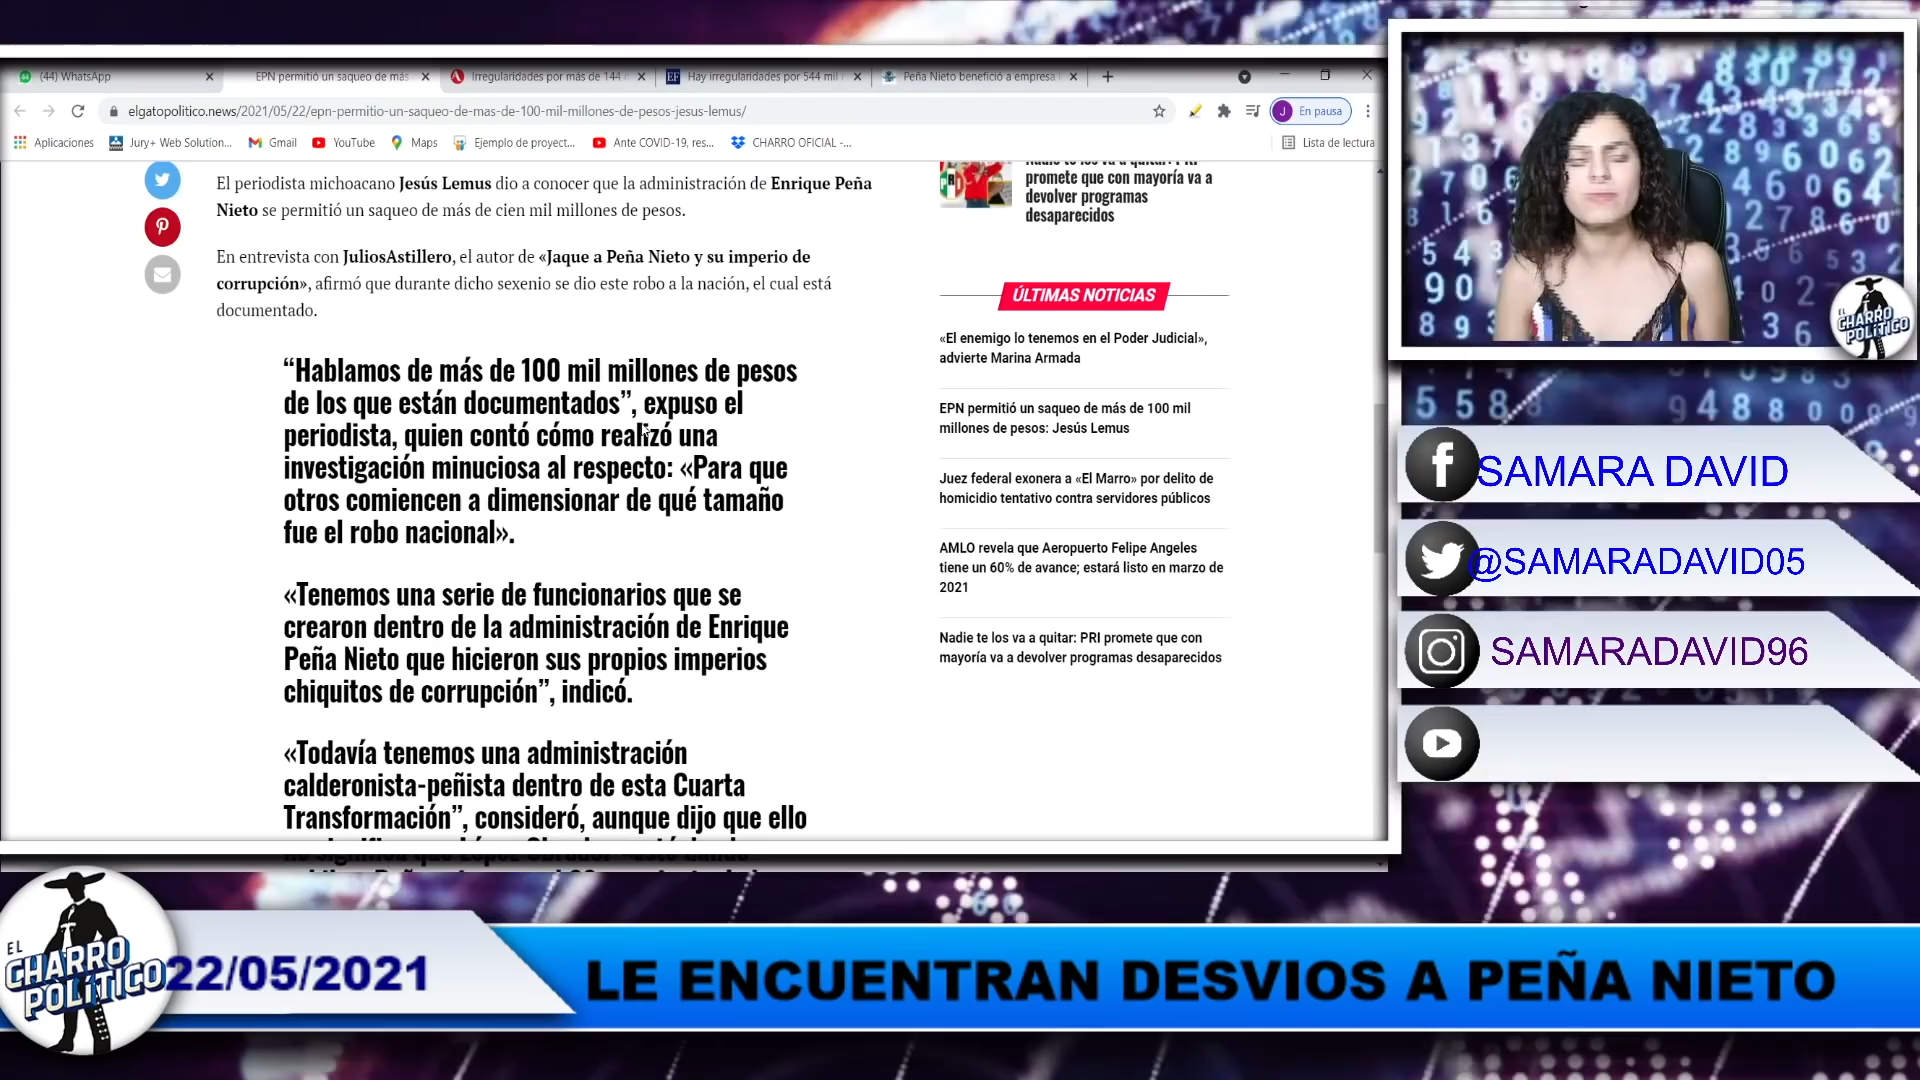 (44) WhatsApp
EPN permitió un saqueo de más
Irregularidades por más de 144
Hay irregularidades por 544 mil
Peña Nieto benefició a empresa
elgatopolitico.news/2021/05/22/epn-permitio-un-saqueo-de-mas-de-100-mil-millones-de-pesos-jesus-lemus/
J
En pausa
Aplicaciones
Jury+ Web Solution...
Gmail
YouTube
Maps
Ejemplo de proyect...
Ante COVID-19, res...
CHARRO OFICIAL -...
Lista de lectura
El periodista michoacano Jesús Lemus dio a conocer que la administración de Enrique Peña
Nieto se permitió un saqueo de más de cien mil millones de pesos.
En entrevista con JuliosAstillero, el autor de «Jaque a Peña Nieto y su imperio de
corrupción», afirmó que durante dicho sexenio se dio este robo a la nación, el cual está
documentado.
“Hablamos de más de 100 mil millones de pesos
de los que están documentados”, expuso el
periodista, quien contó cómo realizó una
investigación minuciosa al respecto: «Para que
otros comiencen a dimensionar de qué tamaño
fue el robo nacional».
«Tenemos una serie de funcionarios que se
crearon dentro de la administración de Enrique
Peña Nieto que hicieron sus propios imperios
chiquitos de corrupción”, indicó.
«Todavía tenemos una administración
calderonista-peñista dentro de esta Cuarta
Transformación”, consideró, aunque dijo que ello
Nadie te los va a quitar: PRI
promete que con mayoría va a
devolver programas
desaparecidos
ÚLTIMAS NOTICIAS
«El enemigo lo tenemos en el Poder Judicial»,
advierte Marina Armada
EPN permitió un saqueo de más de 100 mil
millones de pesos: Jesús Lemus
Juez federal exonera a «El Marro» por delito de
homicidio tentativo contra servidores públicos
AMLO revela que Aeropuerto Felipe Angeles
tiene un 60% de avance; estará listo en marzo de
2021
Nadie te los va a quitar: PRI promete que con
mayoría va a devolver programas desaparecidos
EL
CHARRO
POLÍTICO
SAMARA DAVID
@SAMARADAVID05
SAMARADAVID96
EL
CHARRO
POLÍTICO
22/05/2021
LE ENCUENTRAN DESVIOS A PEÑA NIETO